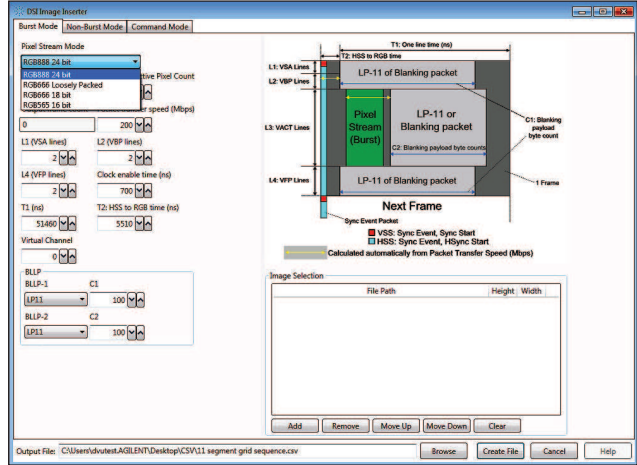 DSI Image Inserter
Burst Mode Non-Burst Mode Command Mode
Pixel Stream Mode
RGB888 24 bit
RGB888 24 bit
RGB666 Loosely Packed
RGB666 18 bit
RGB565 16 bit
tive Pixel Count
speed (Mbps)
0 200
L1 (VSA lines) L2 (VBP lines)
2 2
L4 (VFP lines) Clock enable time (ns)
2 700
T1 (ns) T2: HSS to RGB time (ns)
51460 5510
Virtual Channel
0
BLLP
BLLP-1 C1
LP11 100
BLLP-2 C2
LP11 100
T1: One line time (ns)
T2: HSS to RGB time
L1: VSA Lines
L2: VBP Lines
LP-11 of Blanking packet
L3: VACT Lines
Pixel Stream (Burst)
LP-11 or Blanking packet
C2: Blanking payload byte counts
C1: Blanking payload byte count
L4: VFP Lines
LP-11 of Blanking packet
1 Frame
Next Frame
Sync Event Packet
VSS: Sync Event, Sync Start
HSS: Sync Event, HSync Start
Calculated automatically from Packet Transfer Speed (Mbps)
Image Selection
File Path Height Width
Add Remove Move Up Move Down Clear
Output File: C:\Users\dvutest.AGILENT\Desktop\CSV\11 segment grid sequence.csv Browse Create File Cancel Help